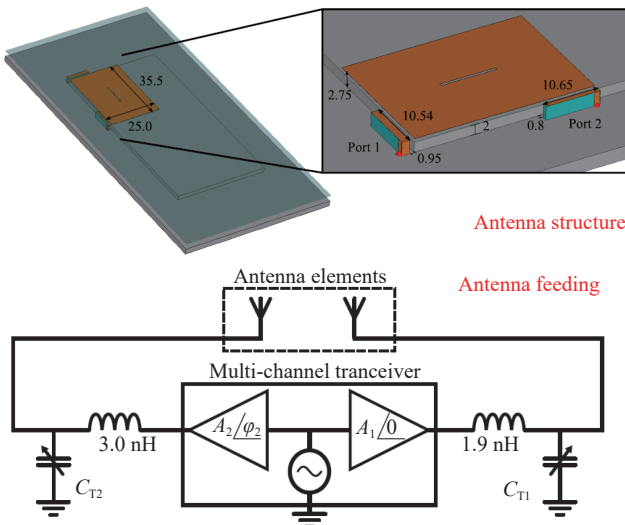 35.5
25.0
2.75
10.54
10.65
2
0.8
Port 2
Port 1
0.95
Antenna structure
Antenna feeding
Antenna elements
Multi-channel tranceiver
A₂/φ₂
A₁/0
3.0 nH
1.9 nH
C_T2
C_T1